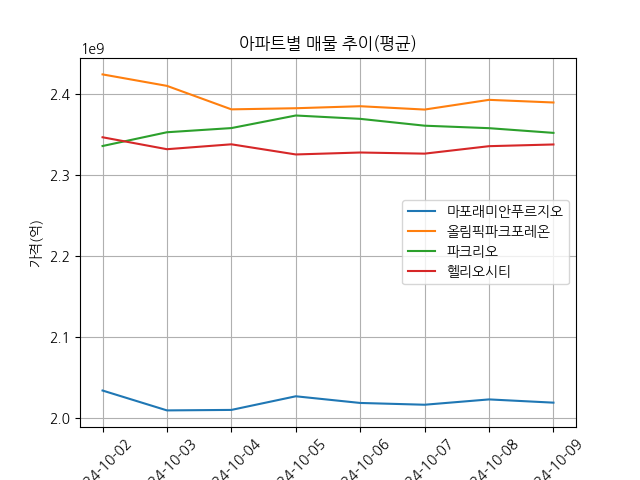 아파트별 매물 추이(평균)
1e9
2.4
2.3
2.2
2.1
2.0
가격(억)
마포래미안푸르지오
올림픽파크포레온
파크리오
헬리오시티
24-10-02
24-10-03
24-10-04
24-10-05
24-10-06
24-10-07
24-10-08
24-10-09